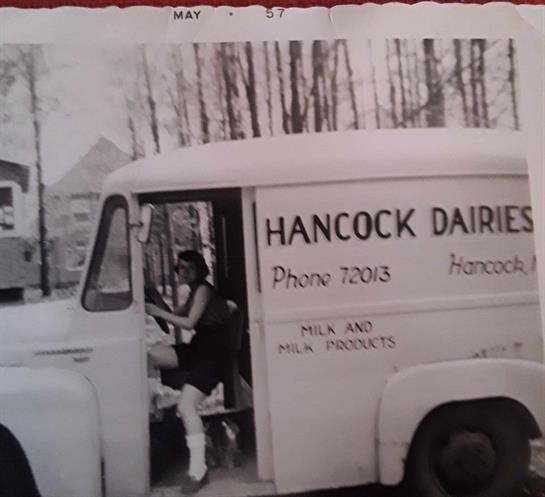 MAY • 57
HANCOCK DAIRIES
Phone 72013
Hancock,
MILK AND
MILK PRODUCTS